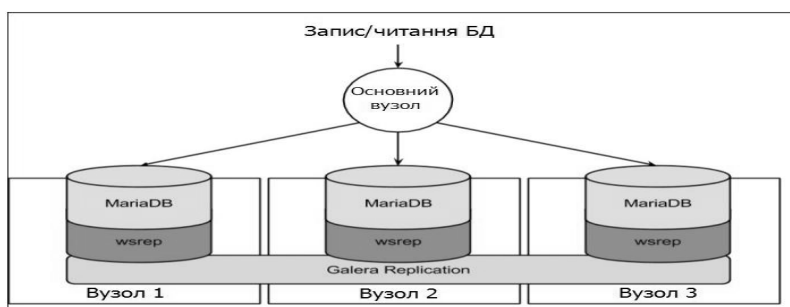 Запис/читання БД
Основний
вузол
MariaDB
MariaDB
MariaDB
wsrep
wsrep
wsrep
Galera Replication
Вузол 1
Вузол 2
Вузол 3